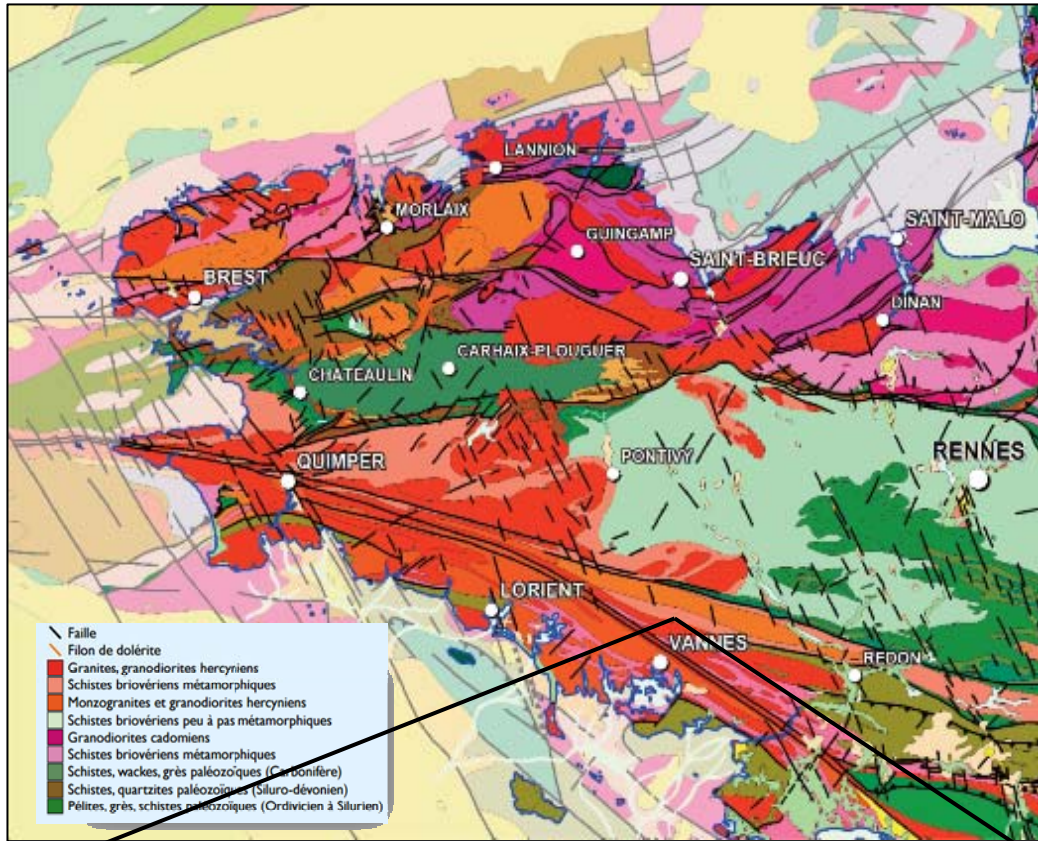 LANNION
MORLAIX
GUINGAMP
SAINT-MALO
SAINT-BRIEUC
BREST
DINAN
CARHAIX-PLOUGUER
CHATEAULIN
QUIMPER
PONTIVY
RENNES
LORIENT
VANNES
REDON
Faille
Filon de dolérite
Granites, granodiorites hercyniens
Schistes briovériens métamorphiques
Monzogranites et granodiorites hercyniens
Schistes briovériens peu à pas métamorphiques
Granodiorites cadomiens
Schistes briovériens métamorphiques
Schistes, wackes, grès paléozoïques (Carbonifère)
Schistes, quartzites paléozoïques (Siluro-dévonien)
Pélites, grès, schistes paléozoïques (Ordivicien à Silurien)